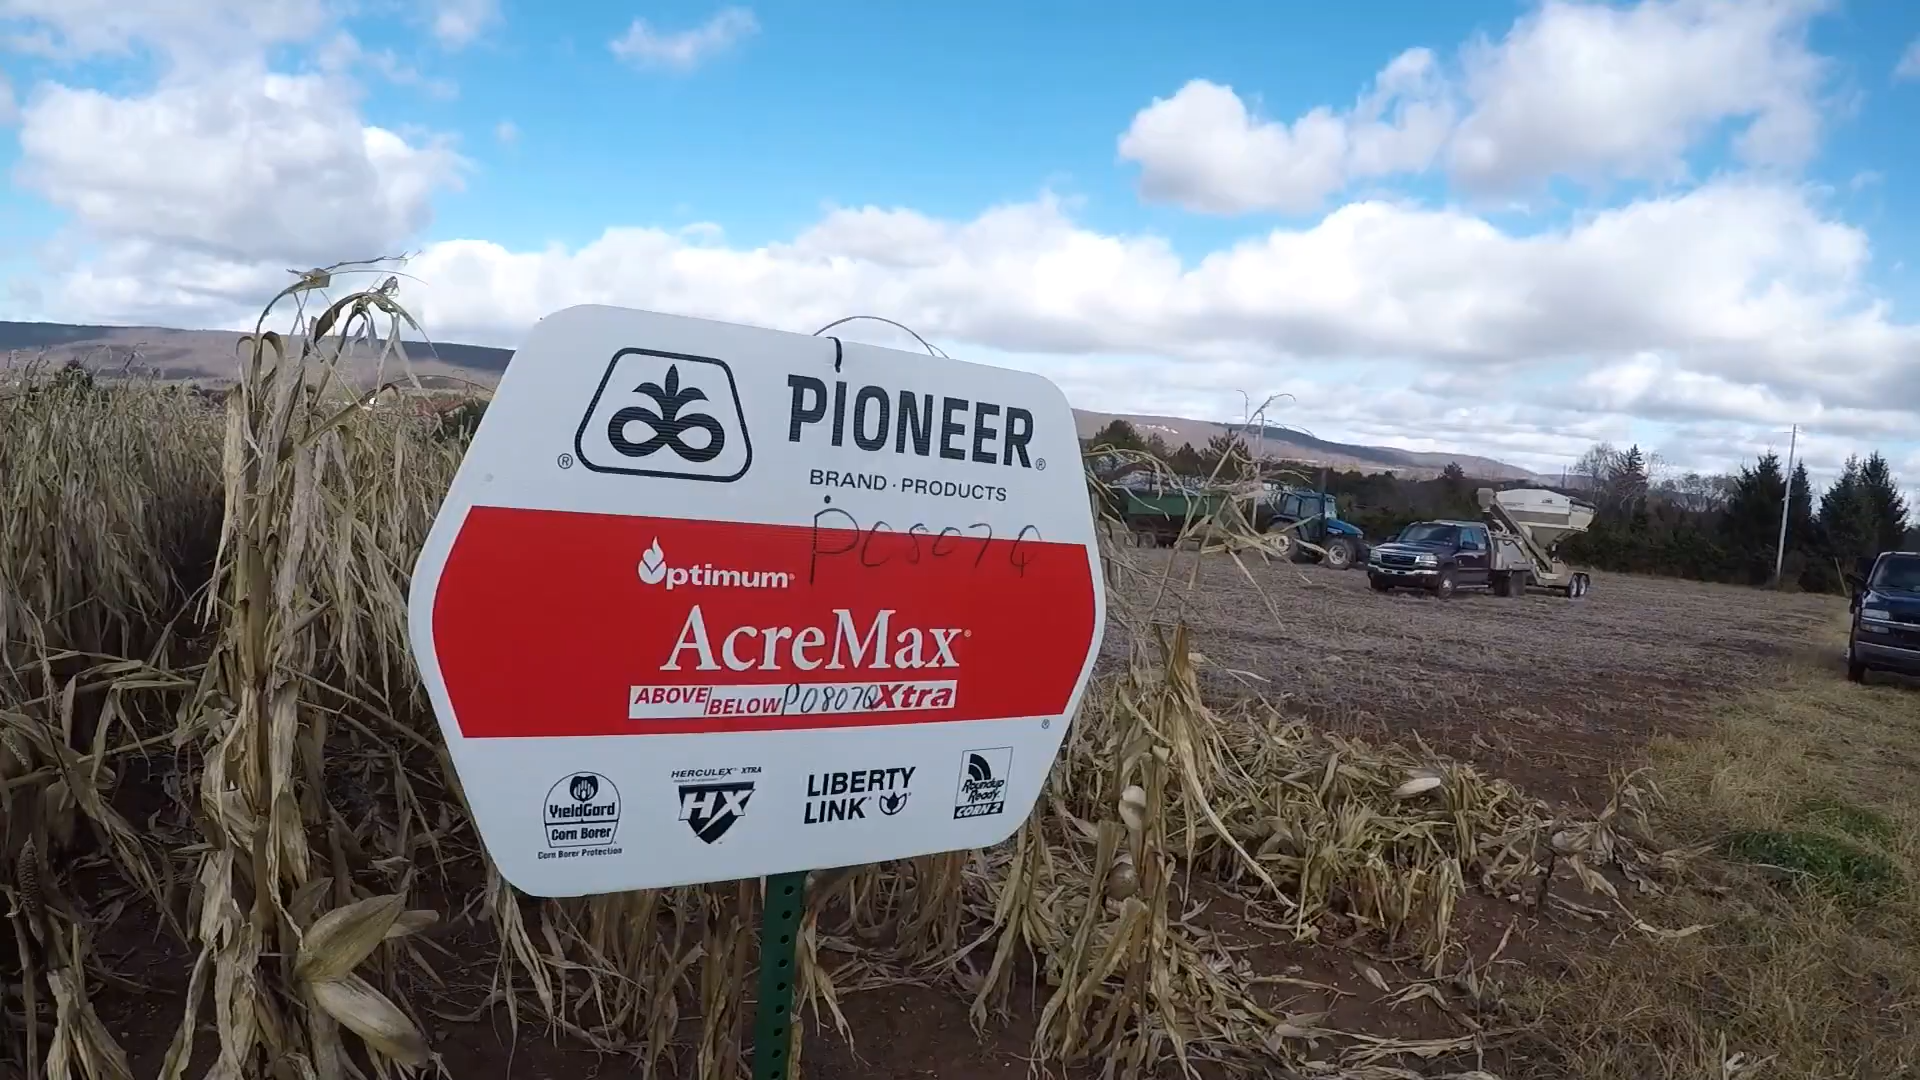 PIONEER®
BRAND · PRODUCTS
P0807Q
Optimum®
AcreMax®
ABOVE/BELOW P0807Q Xtra
®
YieldGard
Corn Borer
Corn Borer Protection
HERCULEX® XTRA
HX
LIBERTY
LINK®
Roundup
Ready
CORN 2